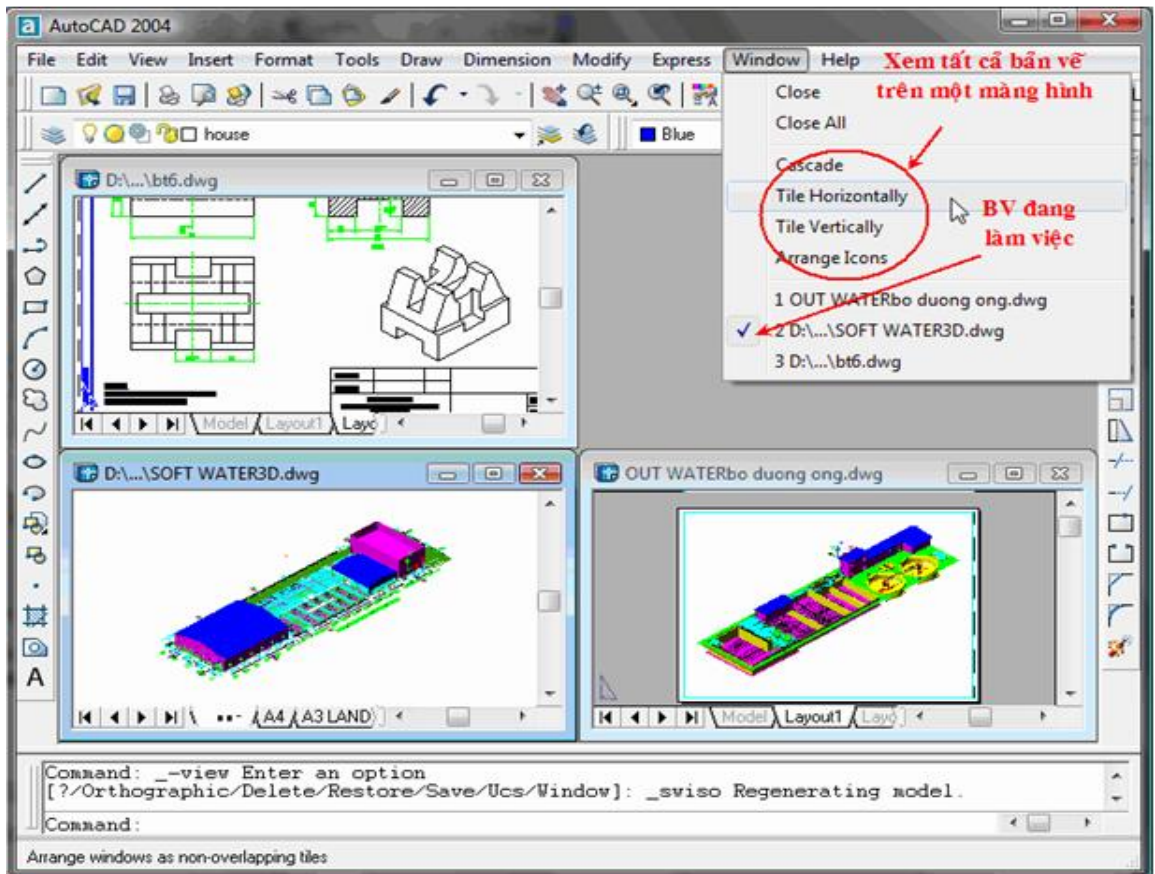 AutoCAD 2004
File Edit View Insert Format Tools Draw Dimension Modify Express Window Help
Xem tất cả bẩn vẽ
trên một màng hình
Close
Close All
Cascade
Tile Horizontally
Tile Vertically
Arrange Icons
BV đang
làm việc
1 OUT WATERbo duong ong.dwg
2 D:\...\SOFT WATER3D.dwg
3 D:\...\bt6.dwg
house
Blue
D:\...\bt6.dwg
Model Layout1 Layo
D:\...\SOFT WATER3D.dwg
A4 A3 LAND
OUT WATERbo duong ong.dwg
Model Layout1 Layo
A
Command: _-view Enter an option
[?/Orthographic/Delete/Restore/Save/Ucs/Window]: _swiso Regenerating model.
Command:
Arrange windows as non-overlapping tiles